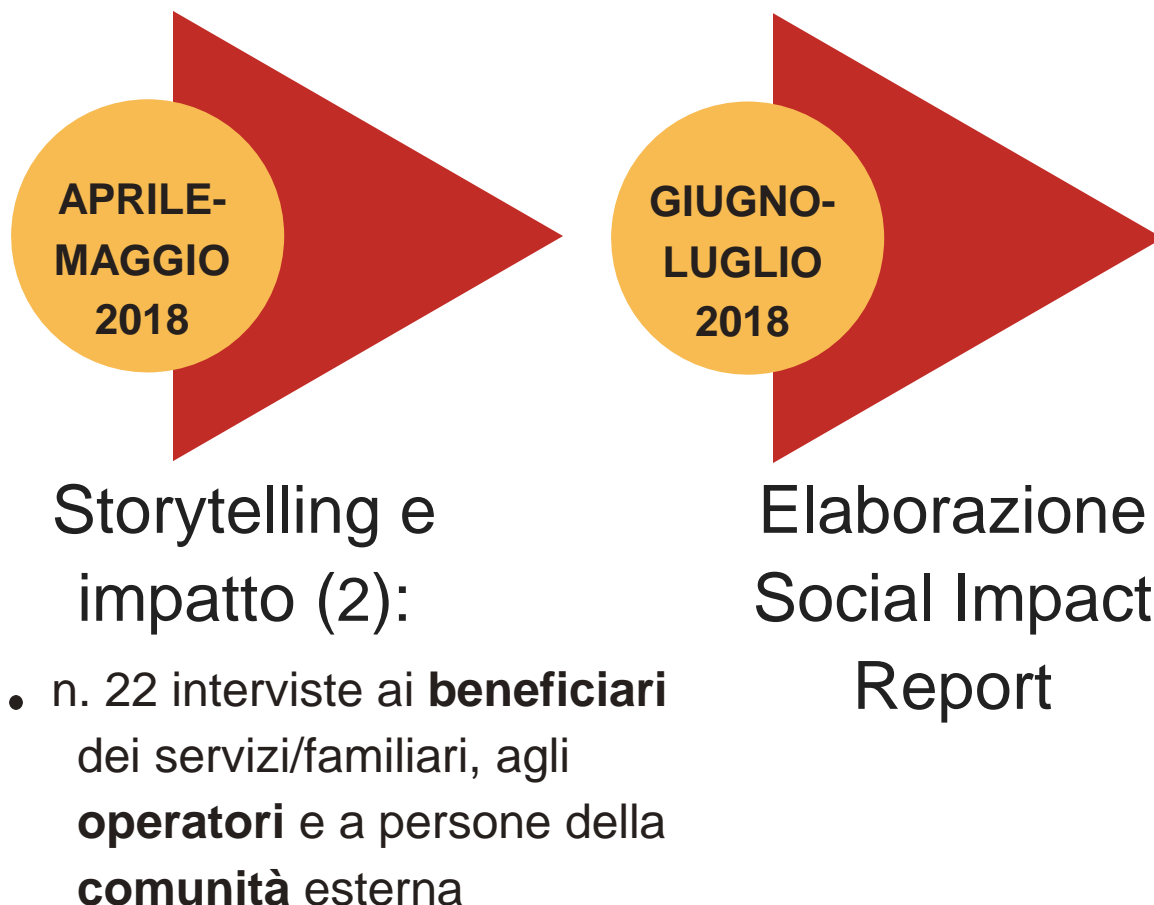 APRILE-
MAGGIO
2018
GIUGNO-
LUGLIO
2018
Storytelling e
impatto (2):
• n. 22 interviste ai beneficiari
dei servizi/familiari, agli
operatori e a persone della
comunità esterna
Elaborazione
Social Impact
Report